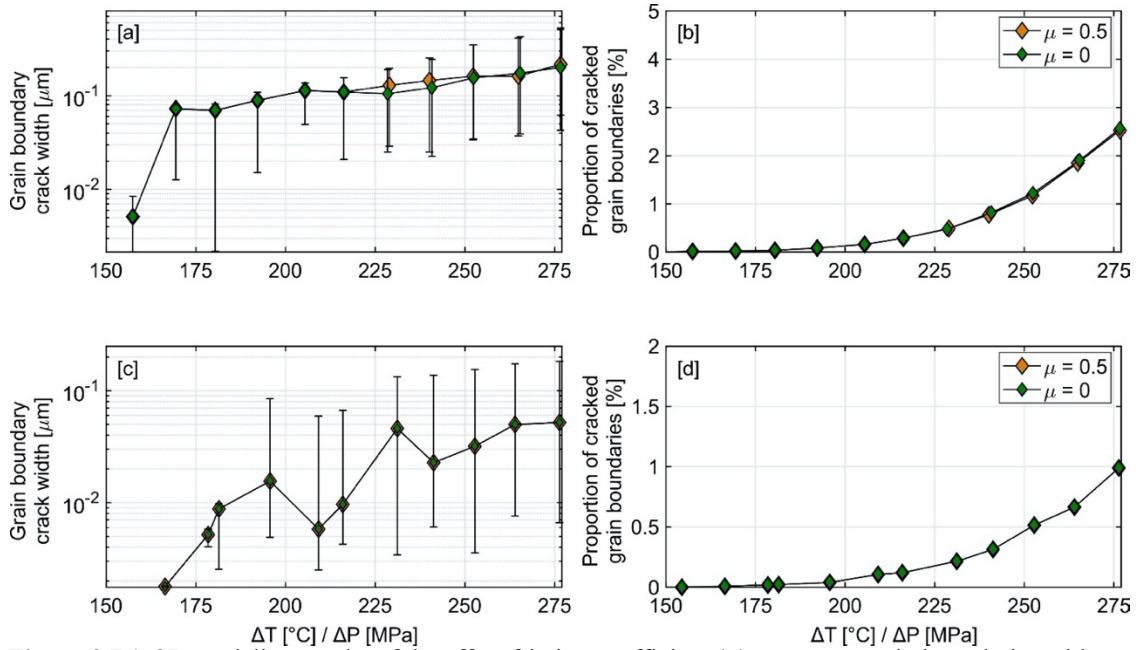 [a]
Grain boundary
crack width [μm]
10⁻¹
10⁻²
150 175 200 225 250 275
[b]
μ = 0.5
μ = 0
Proportion of cracked
grain boundaries [%]
5
4
3
2
1
0
150 175 200 225 250 275
[c]
Grain boundary
crack width [μm]
10⁻¹
10⁻²
150 175 200 225 250 275
ΔT [°C] / ΔP [MPa]
[d]
μ = 0.5
μ = 0
Proportion of cracked
grain boundaries [%]
2
1.5
1
0.5
0
150 175 200 225 250 275
ΔT [°C] / ΔP [MPa]